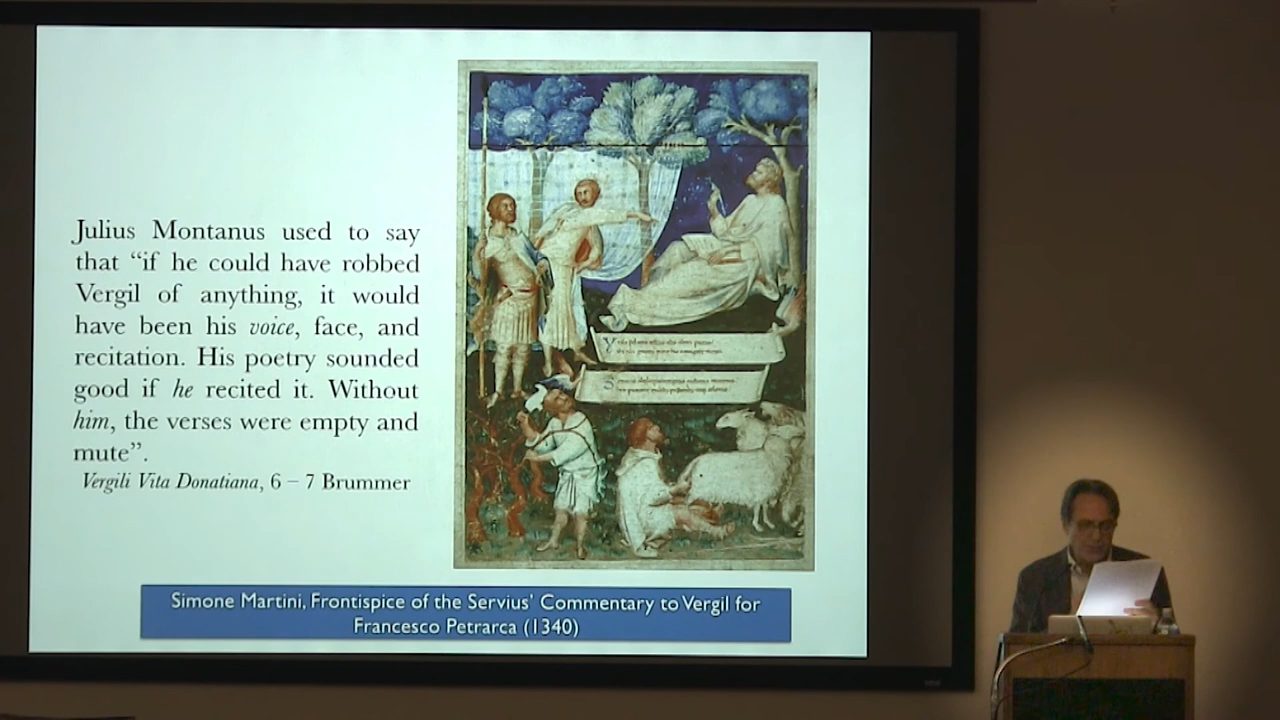 Julius Montanus used to say
that “if he could have robbed
Vergil of anything, it would
have been his voice, face, and
recitation. His poetry sounded
good if he recited it. Without
him, the verses were empty and
mute”.
Vergili Vita Donatiana, 6 – 7 Brummer
Simone Martini, Frontispice of the Servius’ Commentary to Vergil for
Francesco Petrarca (1340)